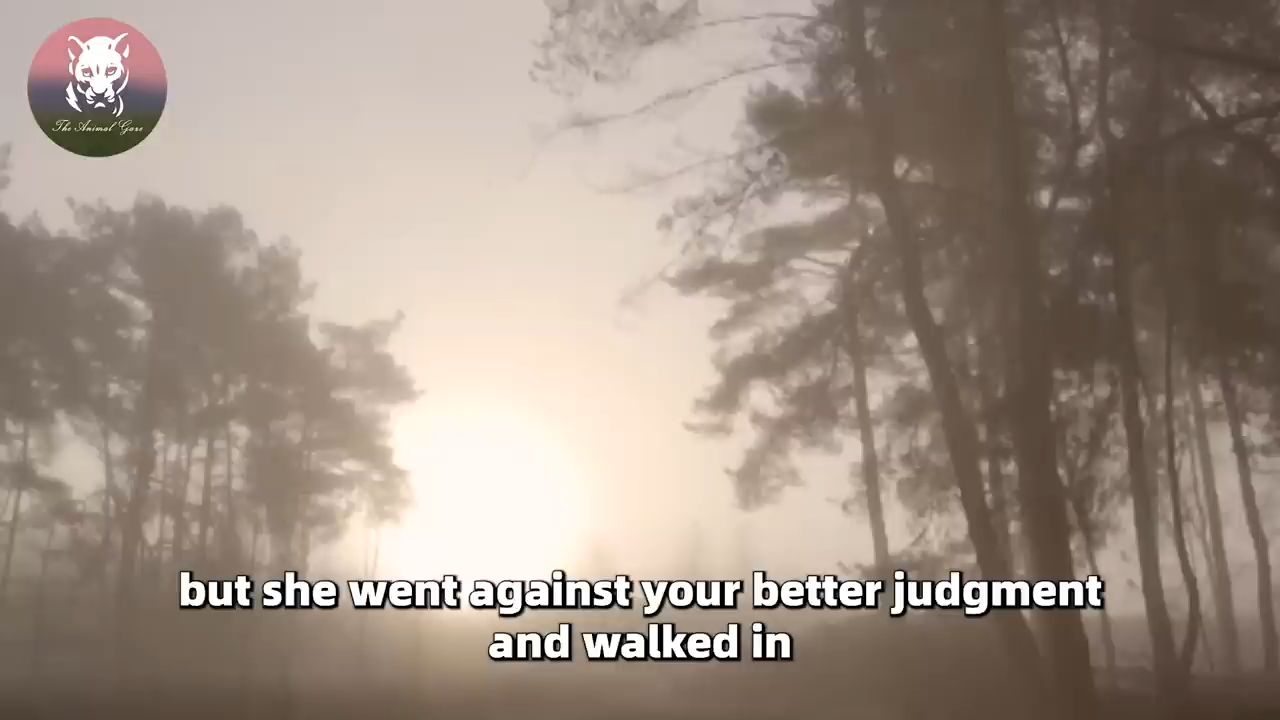 The Animal Gaze
but she went against your better judgment
and walked in